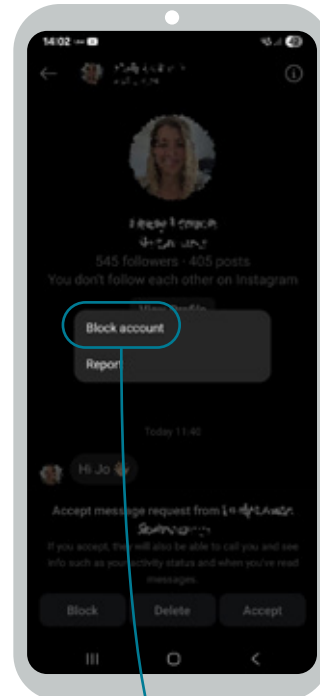 14:02
545 followers · 405 posts
You don't follow each other on Instagram
View Profile
Block account
Report
Today 11:40
Hi Jo 👋
Accept message request from
If you accept, they will also be able to call you and see
info such as your activity status and when you've read
messages.
Block Delete Accept